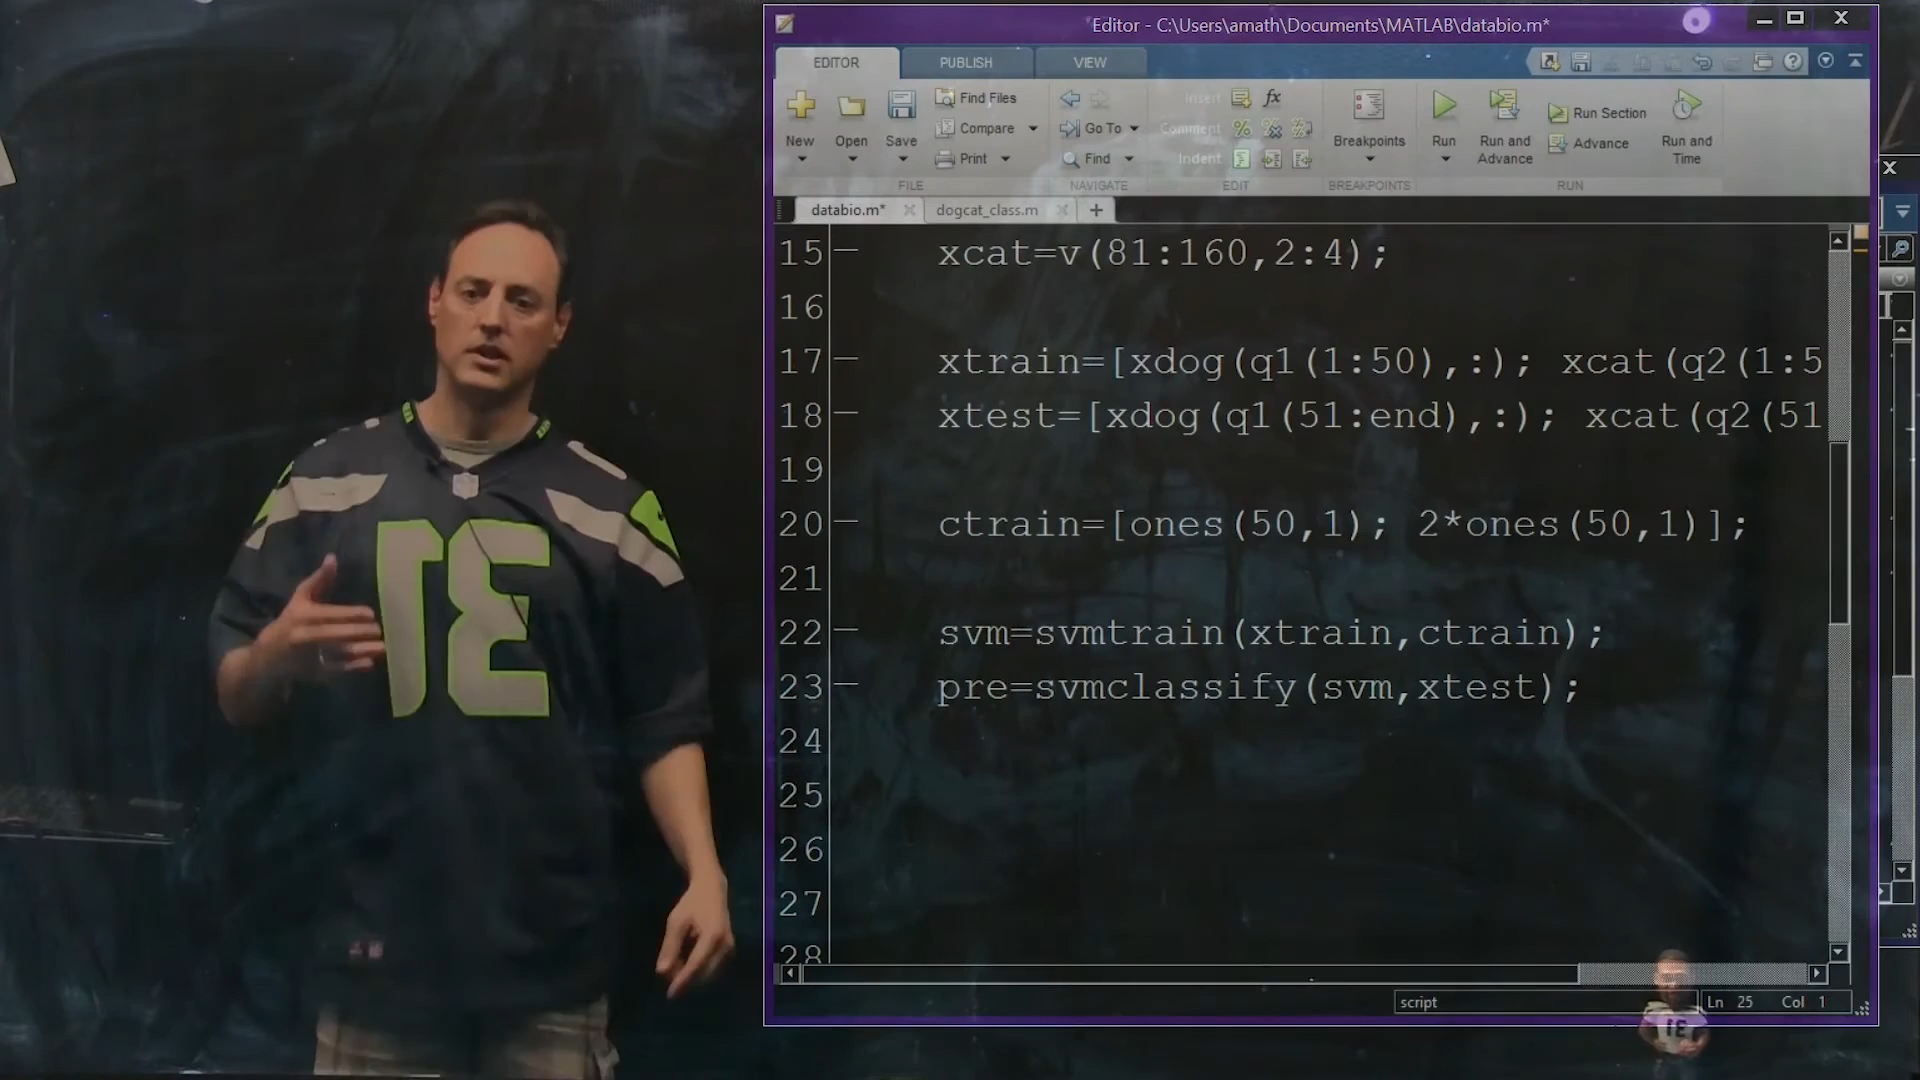 Editor - C:\Users\amath\Documents\MATLAB\databio.m*
EDITOR PUBLISH VIEW
New Open Save Find Files Compare Print
Go To Find
Insert fx
Comment
Indent
Breakpoints
Run Run and Advance Run Section Advance Run and Time
FILE NAVIGATE EDIT BREAKPOINTS RUN
databio.m* dogcat_class.m
15 xcat=v(81:160,2:4);
16
17 xtrain=[xdog(q1(1:50),:); xcat(q2(1:5
18 xtest=[xdog(q1(51:end),:); xcat(q2(51
19
20 ctrain=[ones(50,1); 2*ones(50,1)];
21
22 svm=svmtrain(xtrain,ctrain);
23 pre=svmclassify(svm,xtest);
24
25
26
27
28
script Ln 25 Col 1